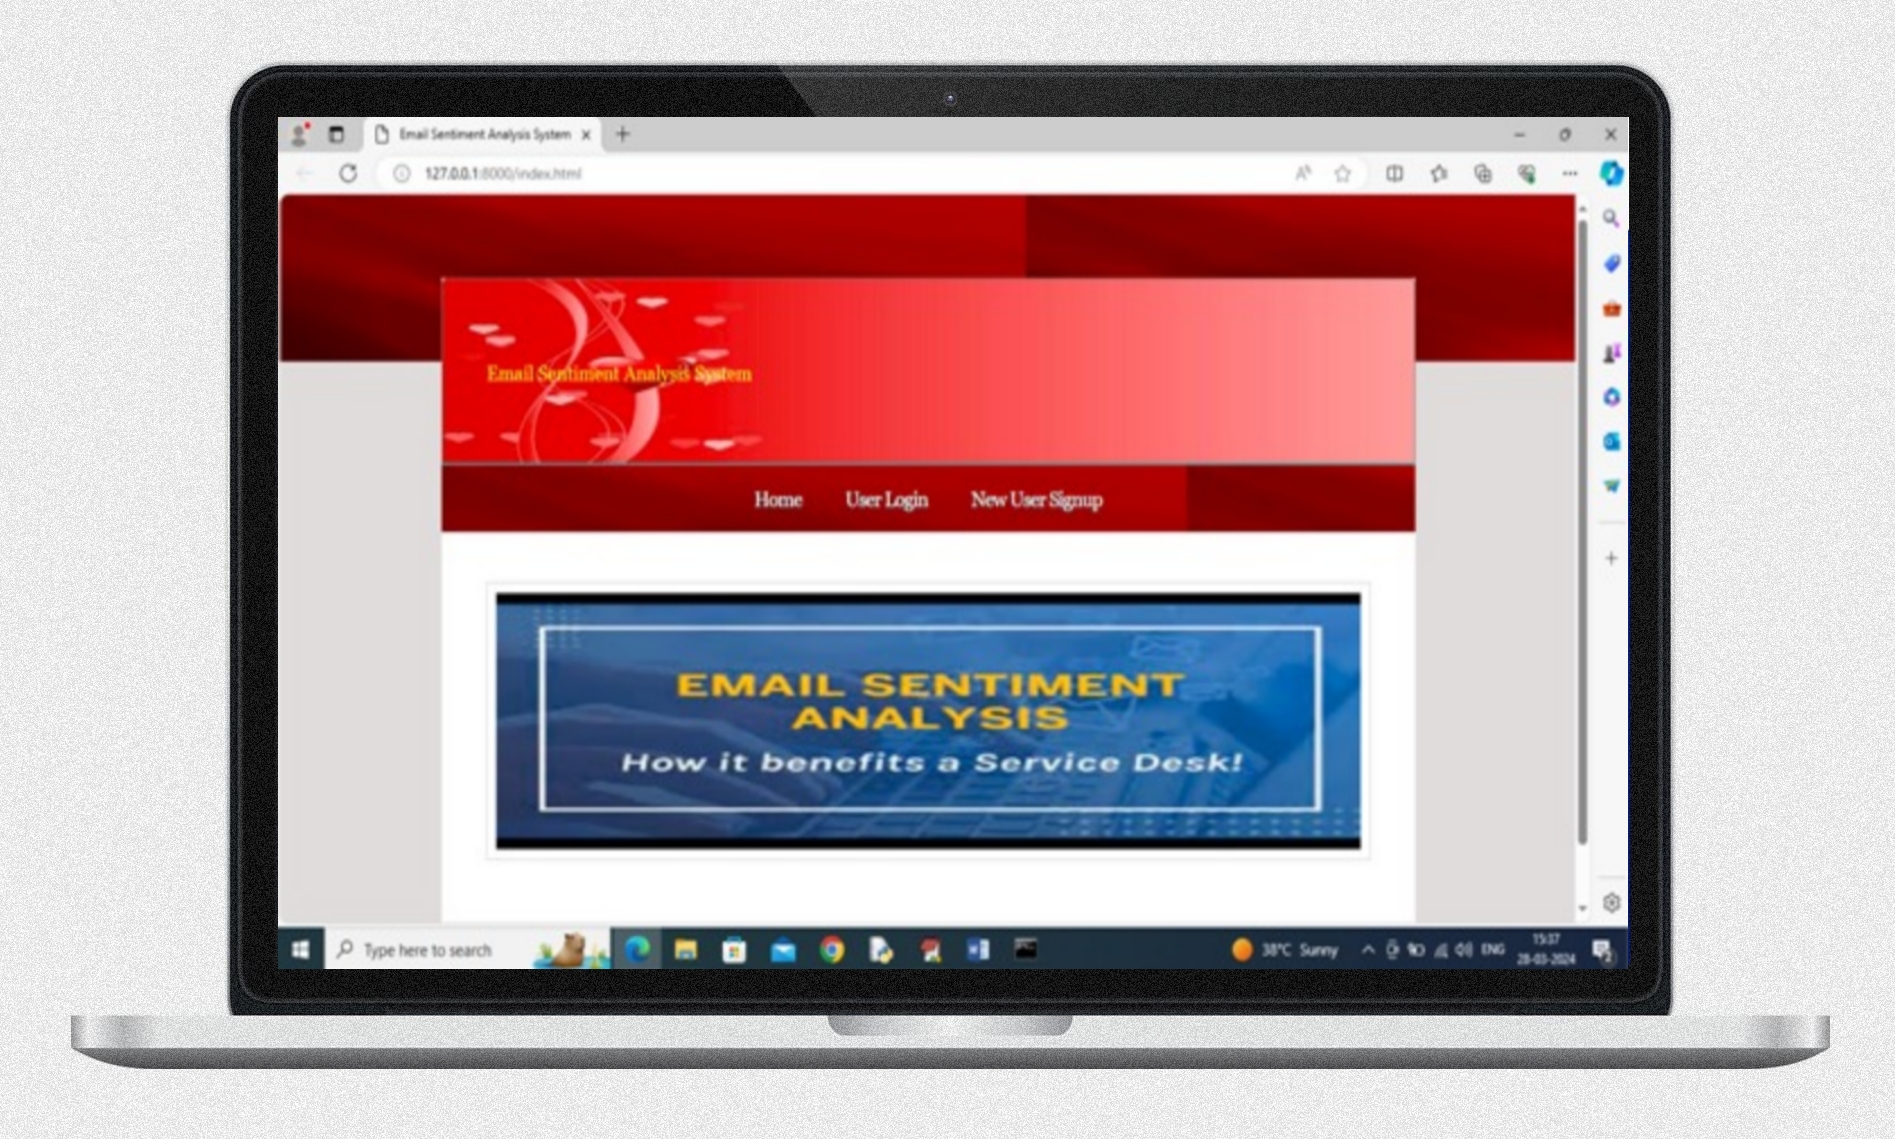 Email Sentiment Analysis System
127.0.0.1:8000/index.html
Email Sentiment Analysis System
Home User Login New User Signup
EMAIL SENTIMENT
ANALYSIS
How it benefits a Service Desk!
Type here to search
38°C Sunny
ENG
15:37
28-03-2024
2